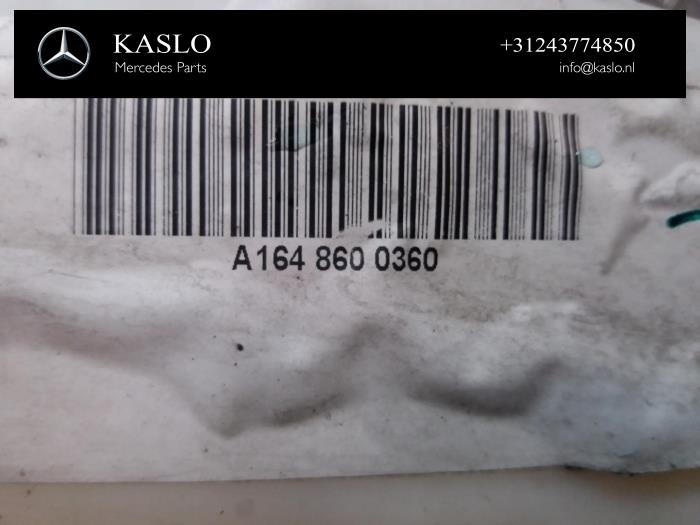 KASLO
Mercedes Parts
+31243774850
info@kaslo.nl
A164 860 0360